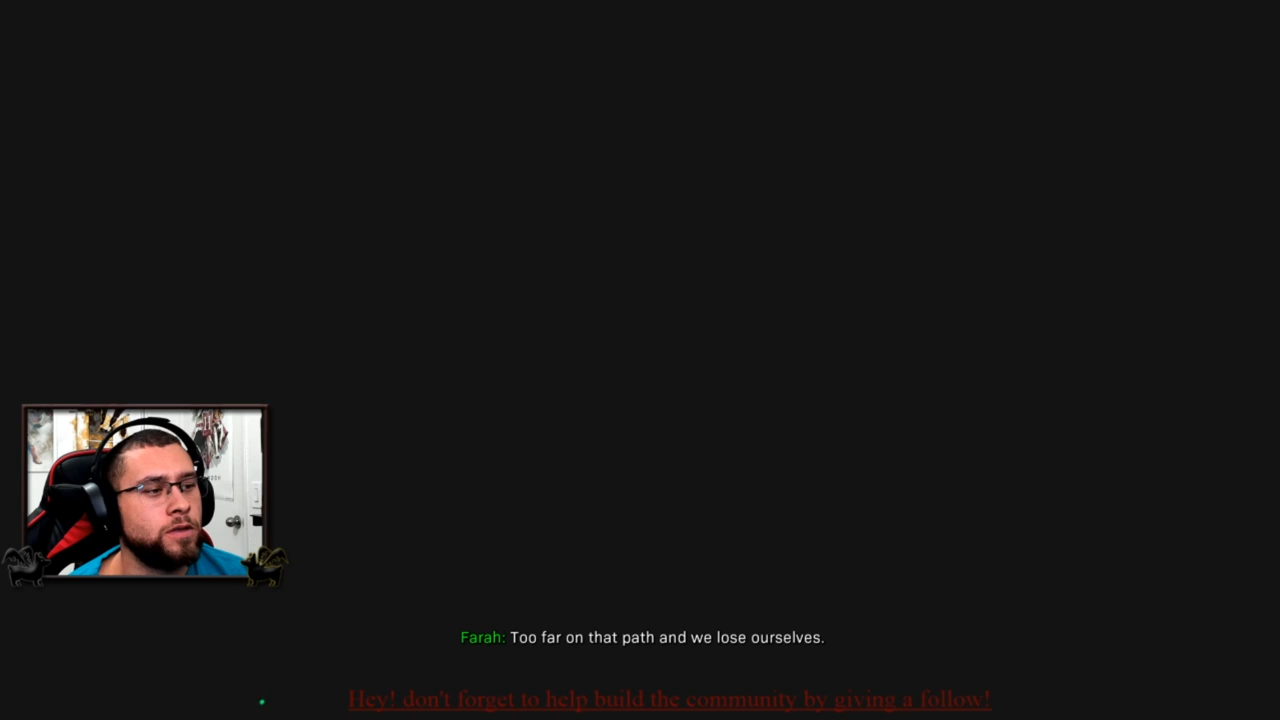 Farah: Too far on that path and we lose ourselves.
Hey! don't forget to help build the community by giving a follow!